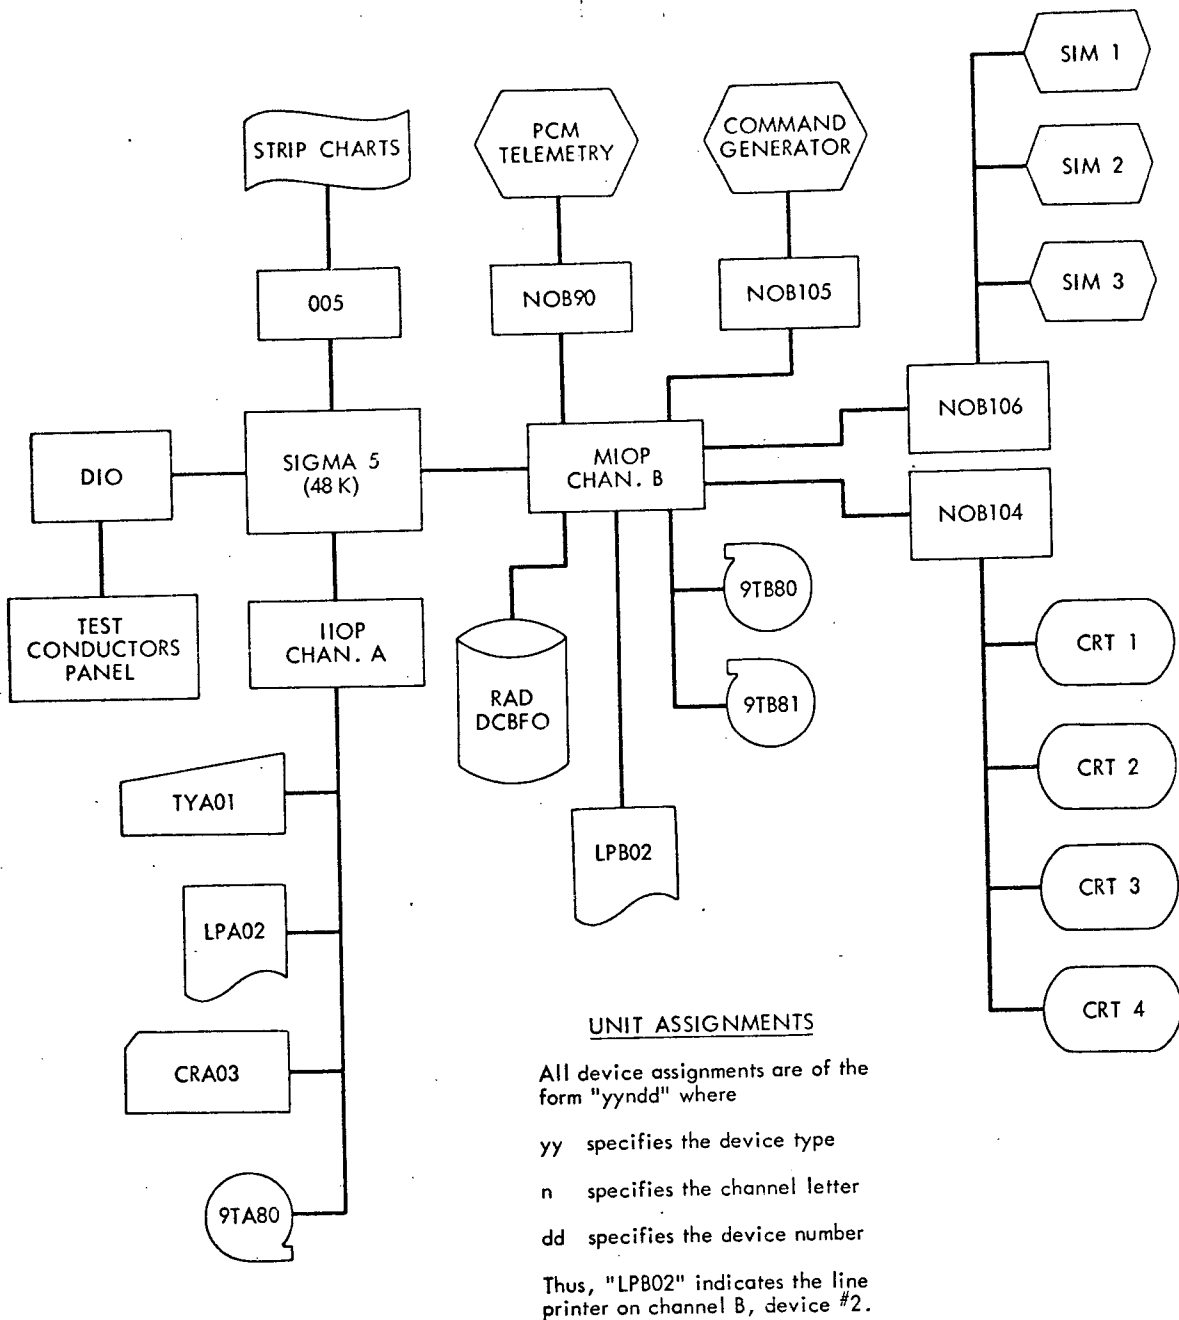 SIM 1
STRIP CHARTS
PCM
TELEMETRY
COMMAND
GENERATOR
SIM 2
SIM 3
005
NOB90
NOB105
NOB106
DIO
SIGMA 5
(48K)
MIOP
CHAN. B
NOB104
TEST
CONDUCTORS
PANEL
IIOP
CHAN. A
9TB80
CRT 1
RAD
DCBFO
9TB81
CRT 2
TYA01
LPB02
CRT 3
LPA02
CRT 4
CRA03
9TA80
UNIT ASSIGNMENTS
All device assignments are of the
form "yyndd" where
yy specifies the device type
n specifies the channel letter
dd specifies the device number
Thus, "LPB02" indicates the line
printer on channel B, device #2.